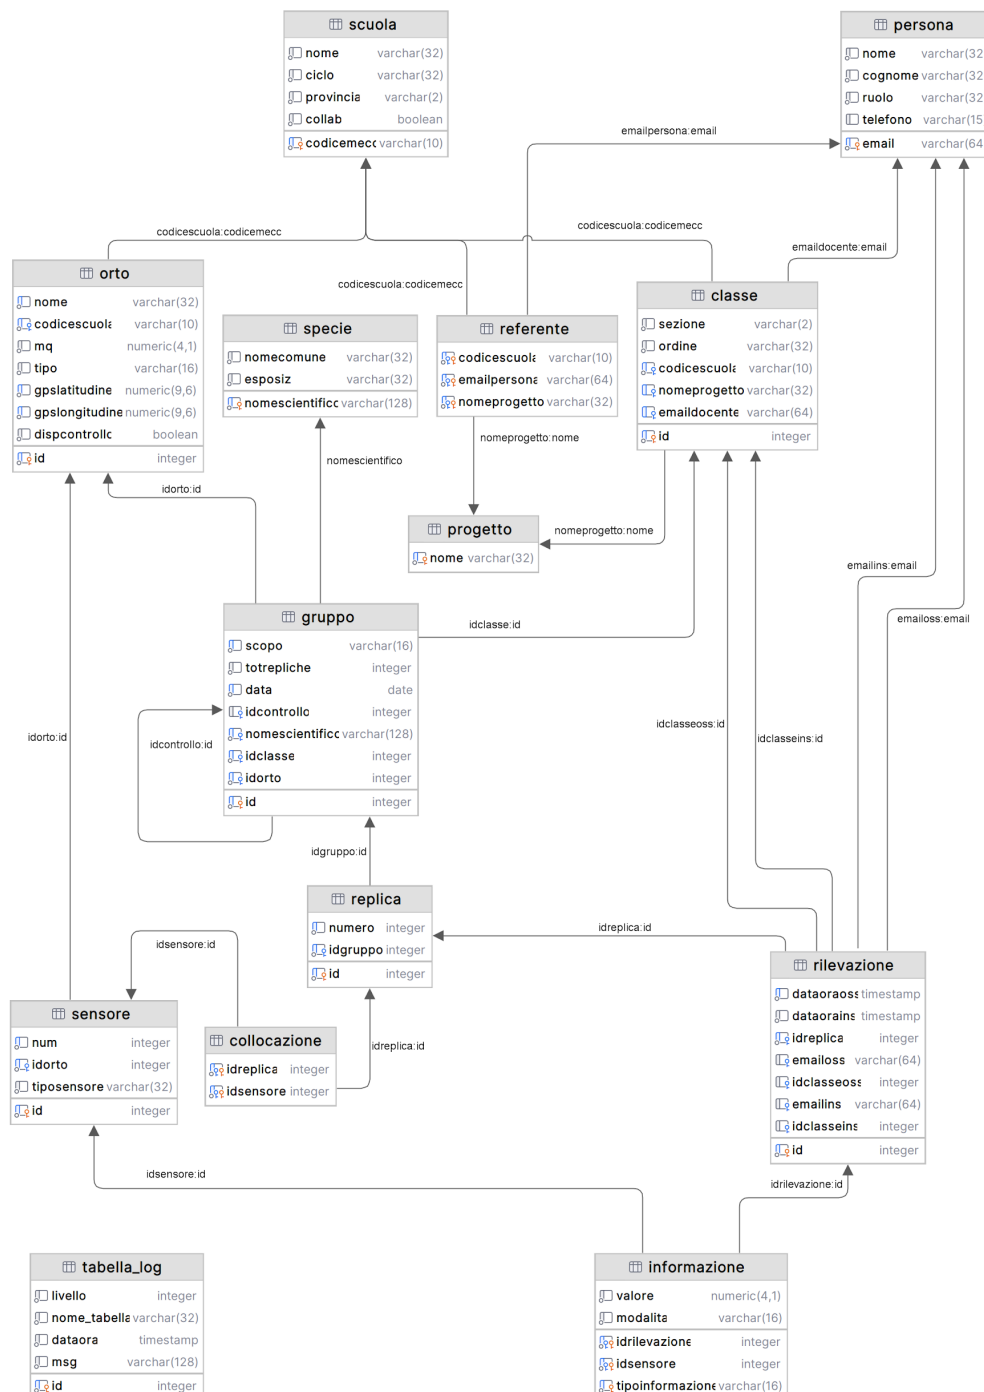 scuola
nome varchar(32)
ciclo varchar(32)
provincia varchar(2)
collab boolean
codicemecc varchar(10)
persona
nome varchar(32
cognome varchar(32
ruolo varchar(32
telefono varchar(15
email varchar(64
emailpersona:email
codicescuola:codicemecc
codicescuola:codicemecc
emaildocente:email
codicescuola:codicemecc
orto
nome varchar(32)
codicescuola varchar(10)
mq numeric(4,1)
tipo varchar(16)
gpslatitudine numeric(9,6)
gpslongitudine numeric(9,6)
dispcontrollo boolean
id integer
specie
nomecomune varchar(32)
esposiz varchar(32)
nomescientifico varchar(128)
referente
codicescuola varchar(10)
emailpersona varchar(64)
nomeprogetto varchar(32)
classe
sezione varchar(2)
ordine varchar(32)
codicescuola varchar(10)
nomeprogetto varchar(32)
emaildocente varchar(64)
id integer
nomeprogetto:nome
nomescientifico
idorto:id
progetto
nome varchar(32)
nomeprogetto:nome
emailins:email
emailoss:email
gruppo
scopo varchar(16)
totrepliche integer
data date
idcontrollo integer
nomescientifico varchar(128)
idclasse integer
idorto integer
id integer
idclasse:id
idorto:id
idcontrollo:id
idclasseoss:id
idclasseins:id
idgruppo:id
replica
numero integer
idgruppo integer
id integer
idreplica:id
idsensore:id
rilevazione
dataoraoss timestamp
dataorains timestamp
idreplica integer
emailoss varchar(64)
idclasseoss integer
emailins varchar(64)
idclasseins integer
id integer
sensore
num integer
idorto integer
tiposensore varchar(32)
id integer
collocazione
idreplica integer
idsensore integer
idreplica:id
idsensore:id
idrilevazione:id
tabella_log
livello integer
nome_tabella varchar(32)
dataora timestamp
msg varchar(128)
id integer
informazione
valore numeric(4,1)
modalita varchar(16)
idrilevazione integer
idsensore integer
tipoinformazione varchar(16)